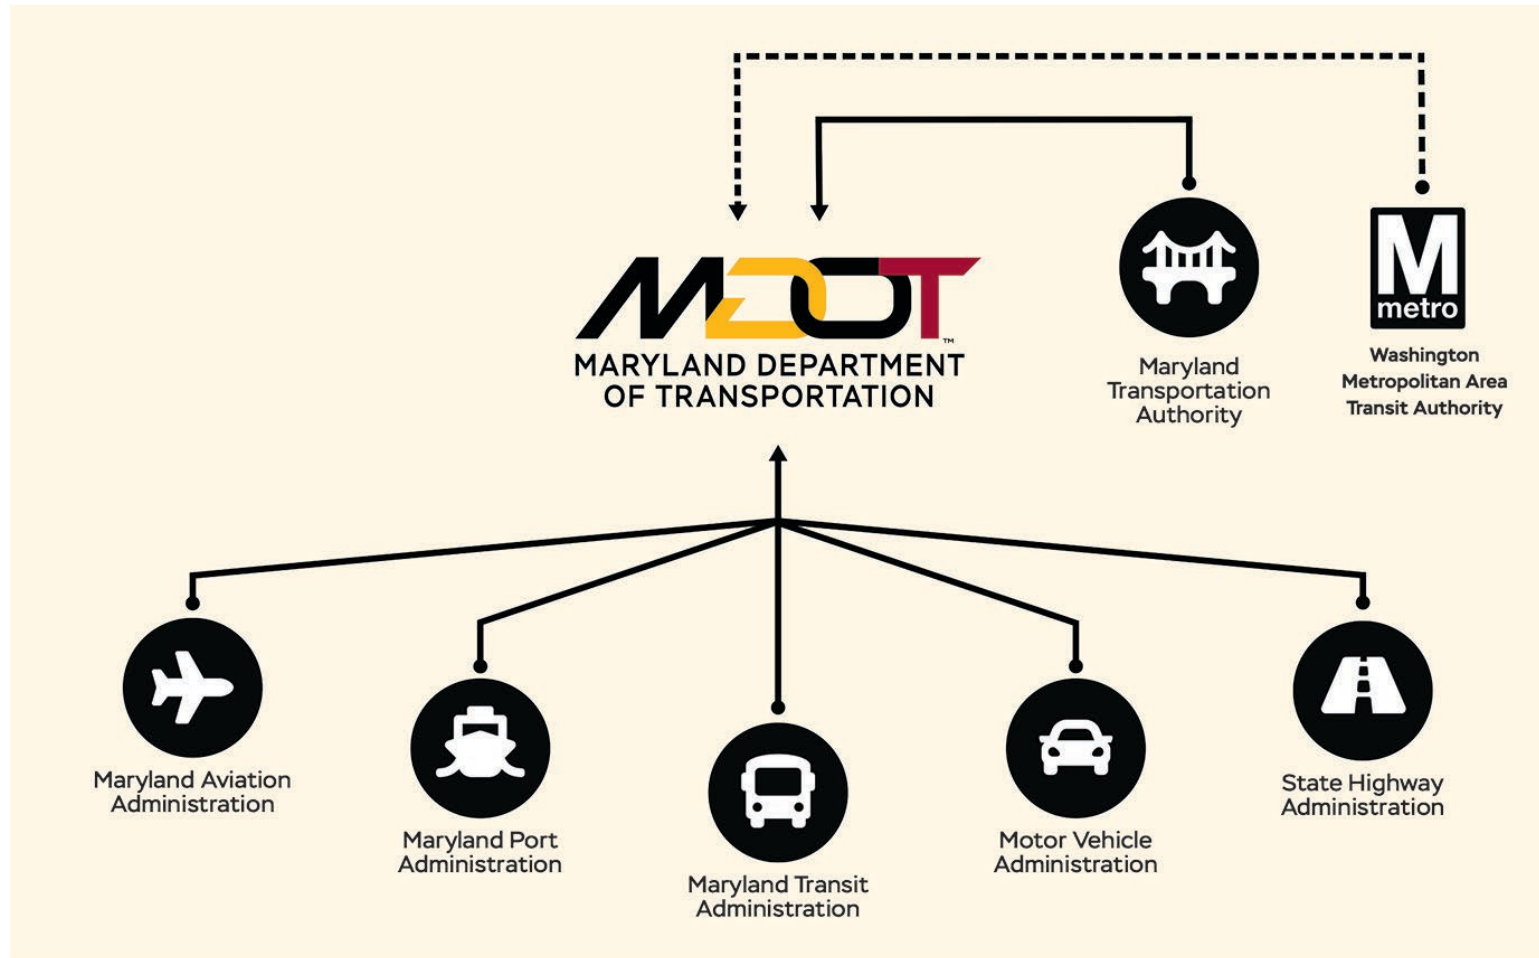 MDOT™
MARYLAND DEPARTMENT
OF TRANSPORTATION
Maryland
Transportation
Authority
M
metro
Washington
Metropolitan Area
Transit Authority
Maryland Aviation
Administration
Maryland Port
Administration
Maryland Transit
Administration
Motor Vehicle
Administration
State Highway
Administration